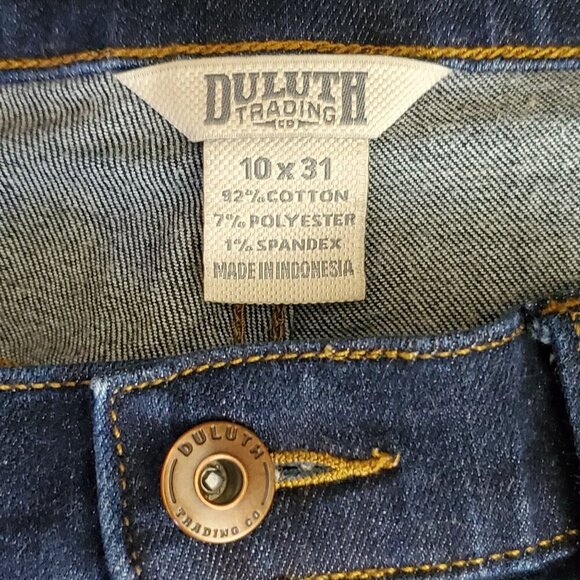 DULUTH
TRADING
CO
10 x 31
92% COTTON
7% POLYESTER
1% SPANDEX
MADE IN INDONESIA
DULUTH
TRADING CO